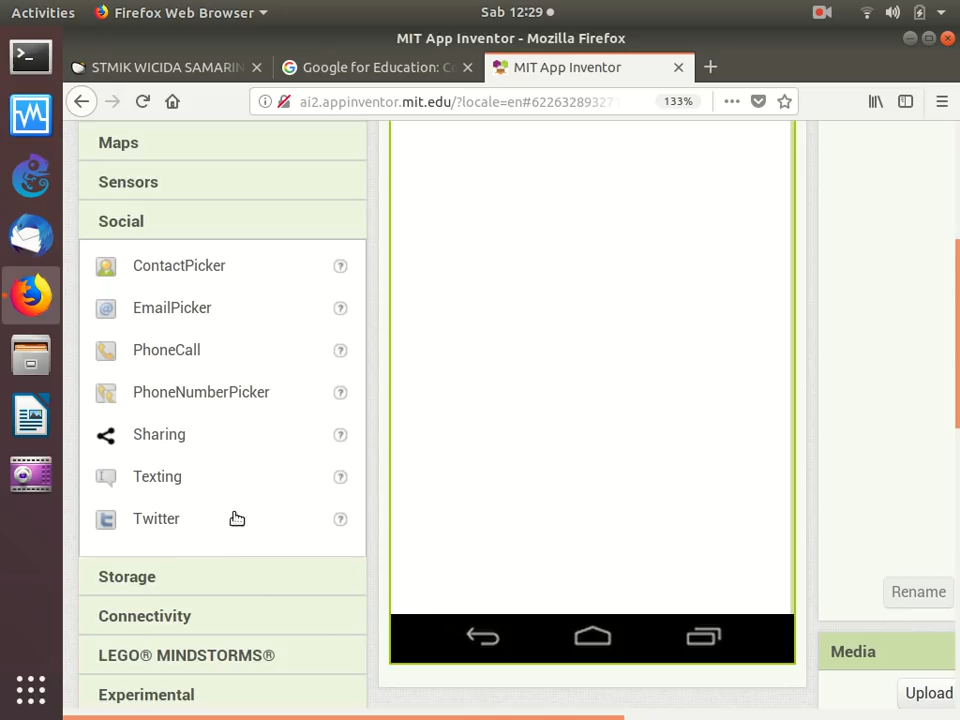 Activities
Firefox Web Browser
Sab 12:29
MIT App Inventor - Mozilla Firefox
STMIK WICIDA SAMARIN
Google for Education: Co
MIT App Inventor
ai2.appinventor.mit.edu/?locale=en#6226328932771
133%
Maps
Sensors
Social
ContactPicker ?
EmailPicker ?
PhoneCall ?
PhoneNumberPicker ?
Sharing ?
Texting ?
Twitter ?
Storage
Connectivity
LEGO® MINDSTORMS®
Experimental
Rename
Media
Upload